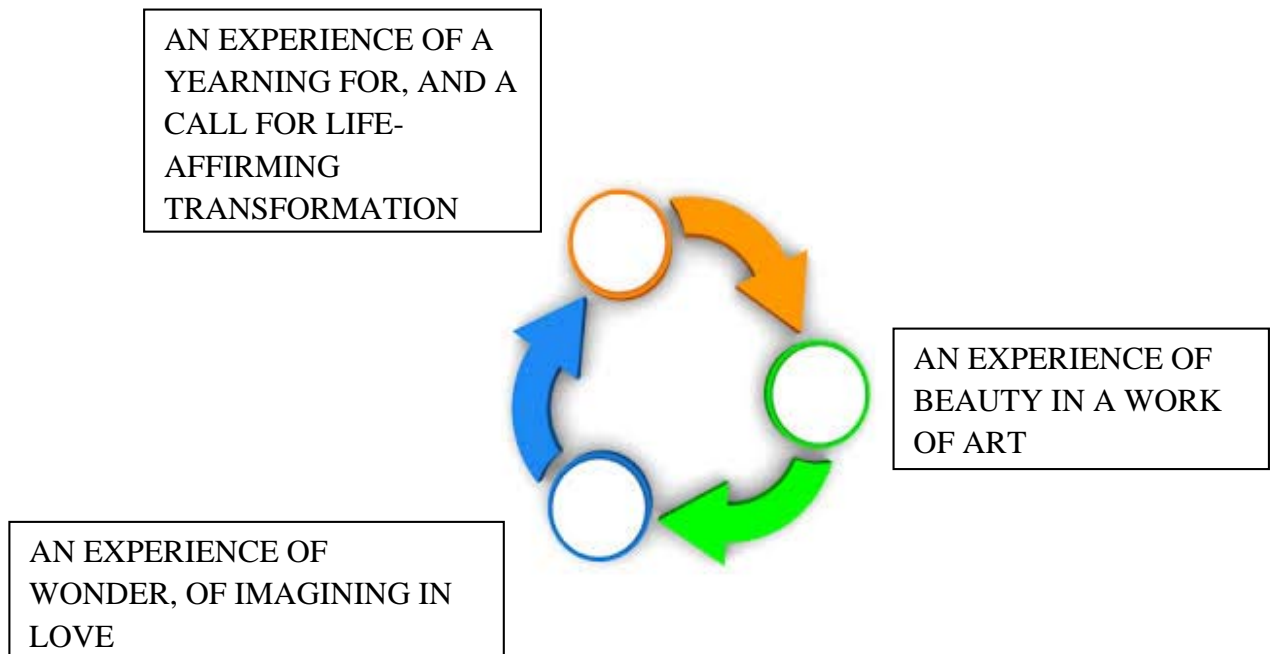 AN EXPERIENCE OF A
YEARNING FOR, AND A
CALL FOR LIFE-
AFFIRMING
TRANSFORMATION
AN EXPERIENCE OF
BEAUTY IN A WORK
OF ART
AN EXPERIENCE OF
WONDER, OF IMAGINING IN
LOVE